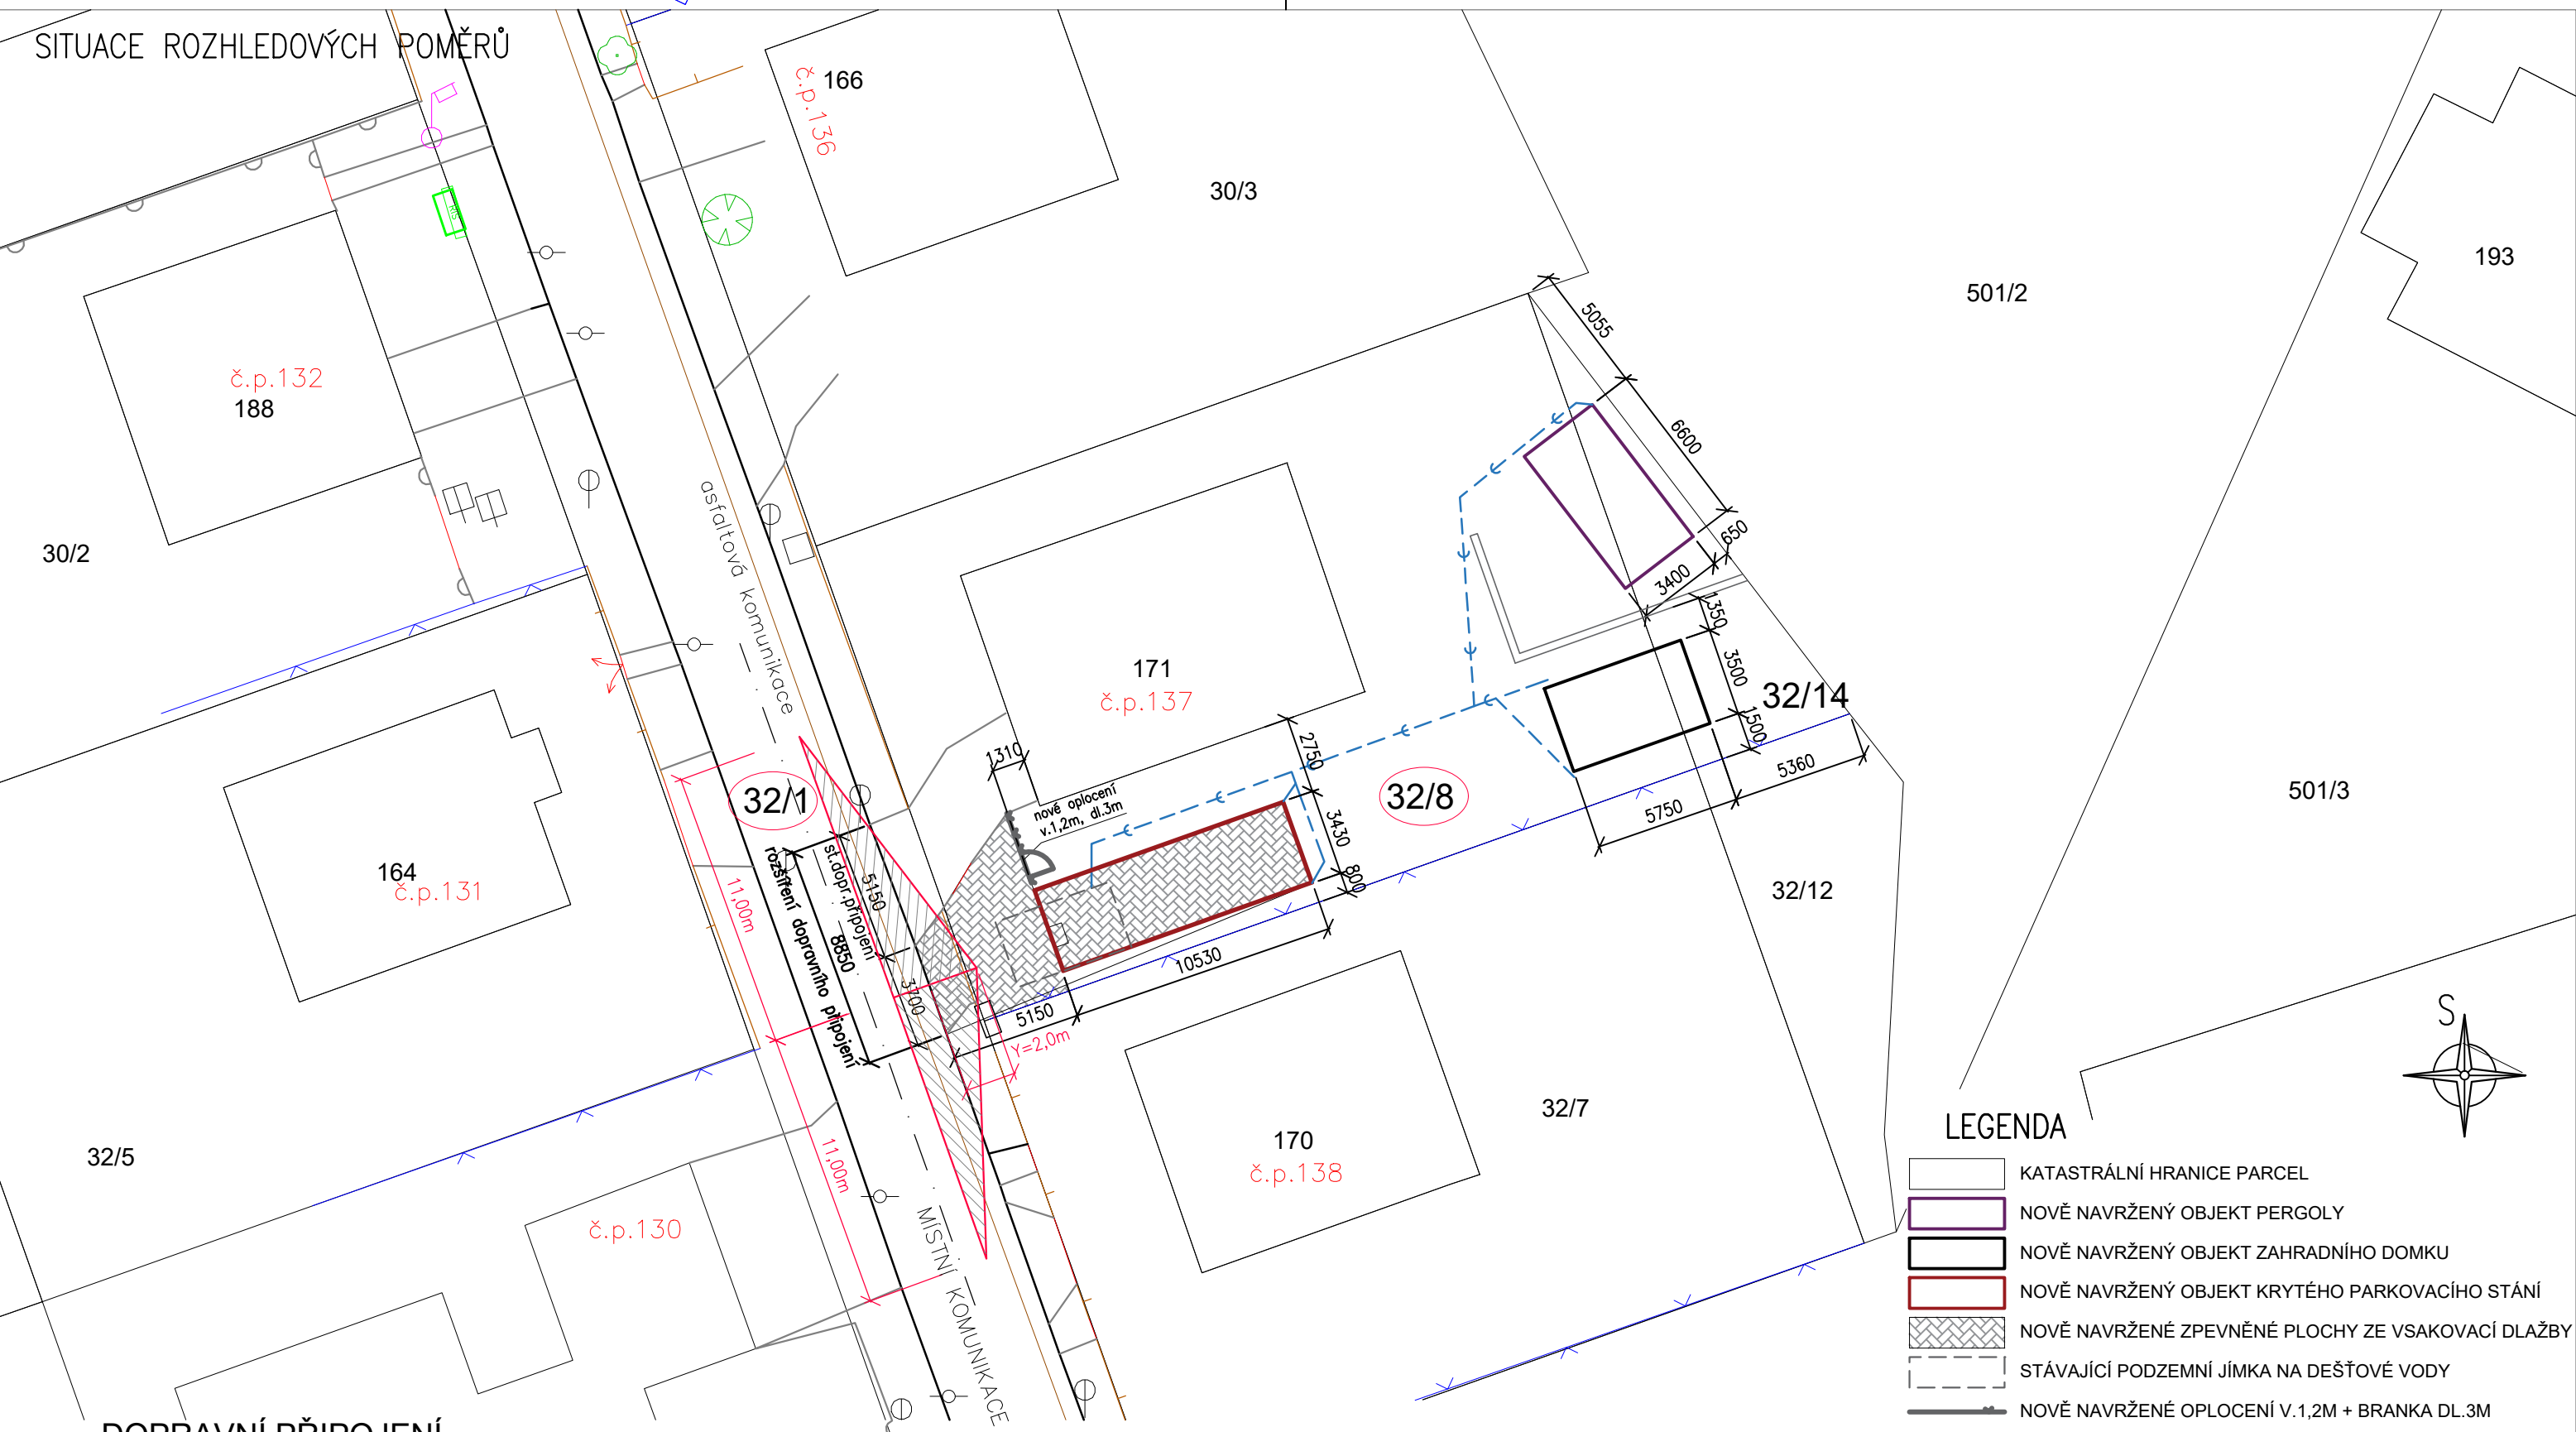 SITUACE ROZHLEDOVÝCH POMĚRŮ
166
č.p.136
30/3
193
501/2
RIS
č.p.132
188
30/2
asfaltová komunikace
5055
6600
650
3400
1350
3500
1500
32/14
5360
5750
171
č.p.137
2750
3430
800
1310
nové oplocení
v.1,2m, dl.3m
32/1
32/8
501/3
32/12
164
č.p.131
11,00m
rozšíření dopravního připojení
8850
st.dopr.připojení
5150
3700
10530
5150
Y=2,0m
11,00m
32/5
č.p.130
MÍSTNÍ KOMUNIKACE
170
č.p.138
32/7
S
LEGENDA
KATASTRÁLNÍ HRANICE PARCEL
NOVĚ NAVRŽENÝ OBJEKT PERGOLY
NOVĚ NAVRŽENÝ OBJEKT ZAHRADNÍHO DOMKU
NOVĚ NAVRŽENÝ OBJEKT KRYTÉHO PARKOVACÍHO STÁNÍ
NOVĚ NAVRŽENÉ ZPEVNĚNÉ PLOCHY ZE VSAKOVACÍ DLAŽBY
STÁVAJÍCÍ PODZEMNÍ JÍMKA NA DEŠŤOVÉ VODY
NOVĚ NAVRŽENÉ OPLOCENÍ V.1,2M + BRANKA DL.3M
DOPRAVNÍ PŘIPOJENÍ